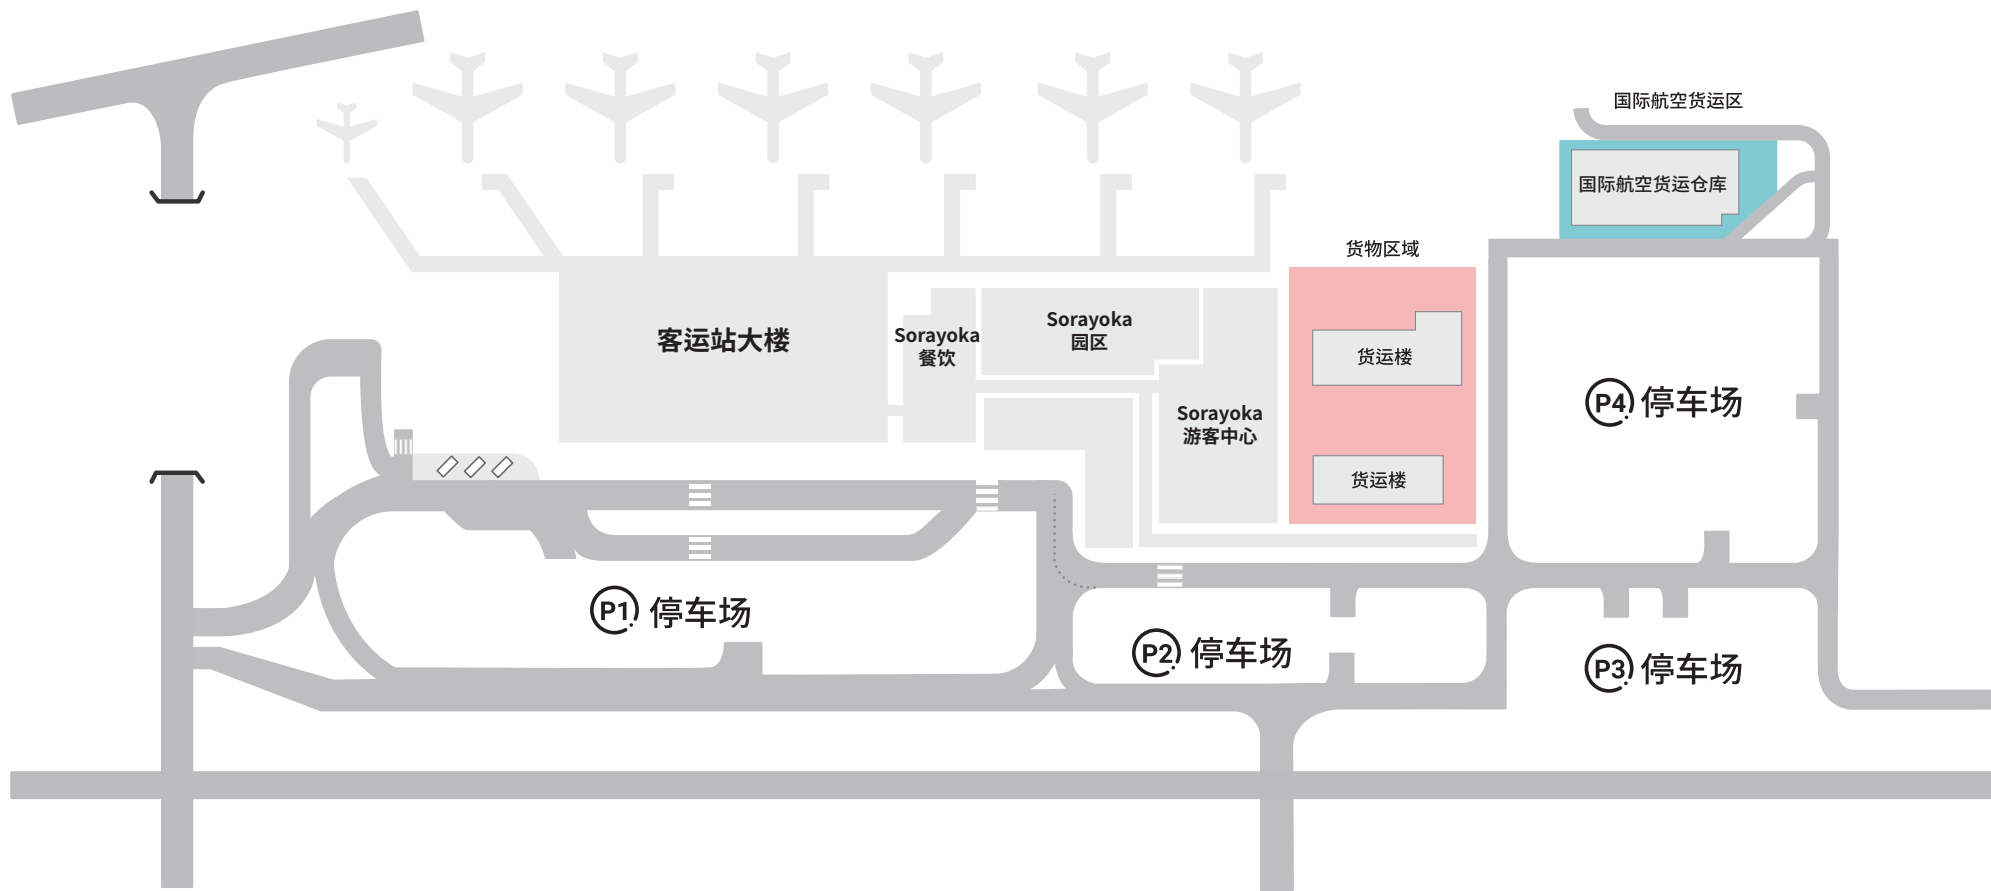 国际航空货运区
国际航空货运仓库
货物区域
客运站大楼
Sorayoka
餐饮
Sorayoka
园区
货运楼
Sorayoka
游客中心
货运楼
P4 停车场
P1 停车场
P2 停车场
P3 停车场